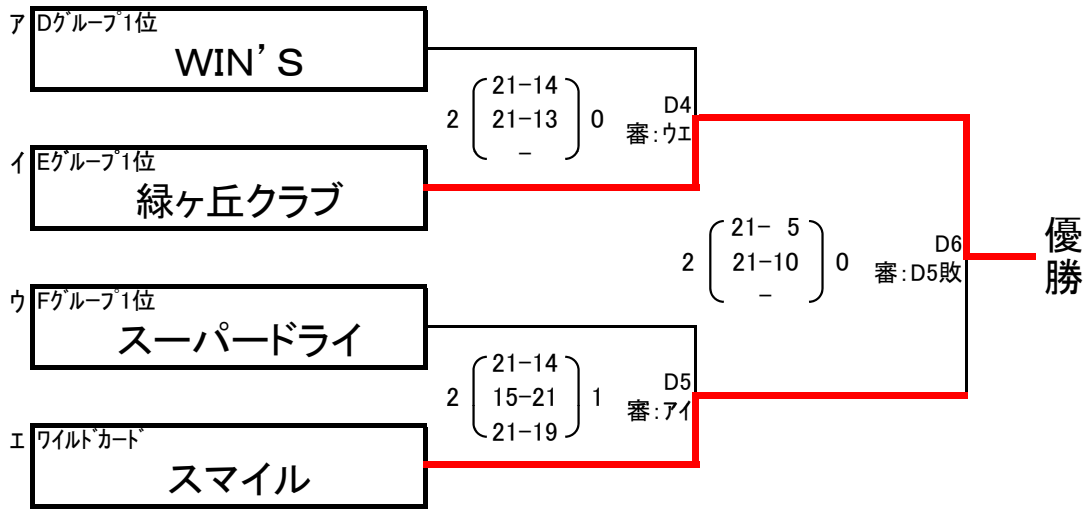 ア Dグループ1位
WIN'S
2 21-14 0
21-13
-
D4
審:ウエ
イ Eグループ1位
緑ヶ丘クラブ
2 21- 5 0
21-10
-
D6
審:D5敗
優勝
ウ Fグループ1位
スーパードライ
2 21-14 1
15-21
21-19
D5
審:アイ
エ ワイルドカード
スマイル